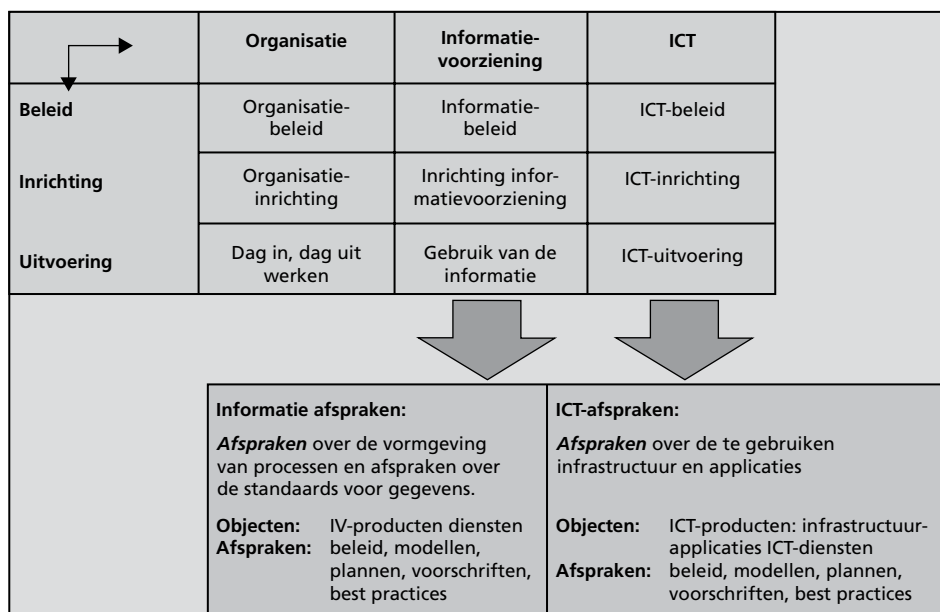 Organisatie
Informatie-
voorziening
ICT
Beleid
Organisatie-
beleid
Informatie-
beleid
ICT-beleid
Inrichting
Organisatie-
inrichting
Inrichting infor-
matievoorziening
ICT-inrichting
Uitvoering
Dag in, dag uit
werken
Gebruik van de
informatie
ICT-uitvoering
Informatie afspraken:
Afspraken over de vormgeving
van processen en afspraken over
de standaards voor gegevens.
Objecten: IV-producten diensten
Afspraken: beleid, modellen,
plannen, voorschriften,
best practices
ICT-afspraken:
Afspraken over de te gebruiken
infrastructuur en applicaties
Objecten: ICT-producten: infrastructuur-
applicaties ICT-diensten
Afspraken: beleid, modellen, plannen,
voorschriften, best practices